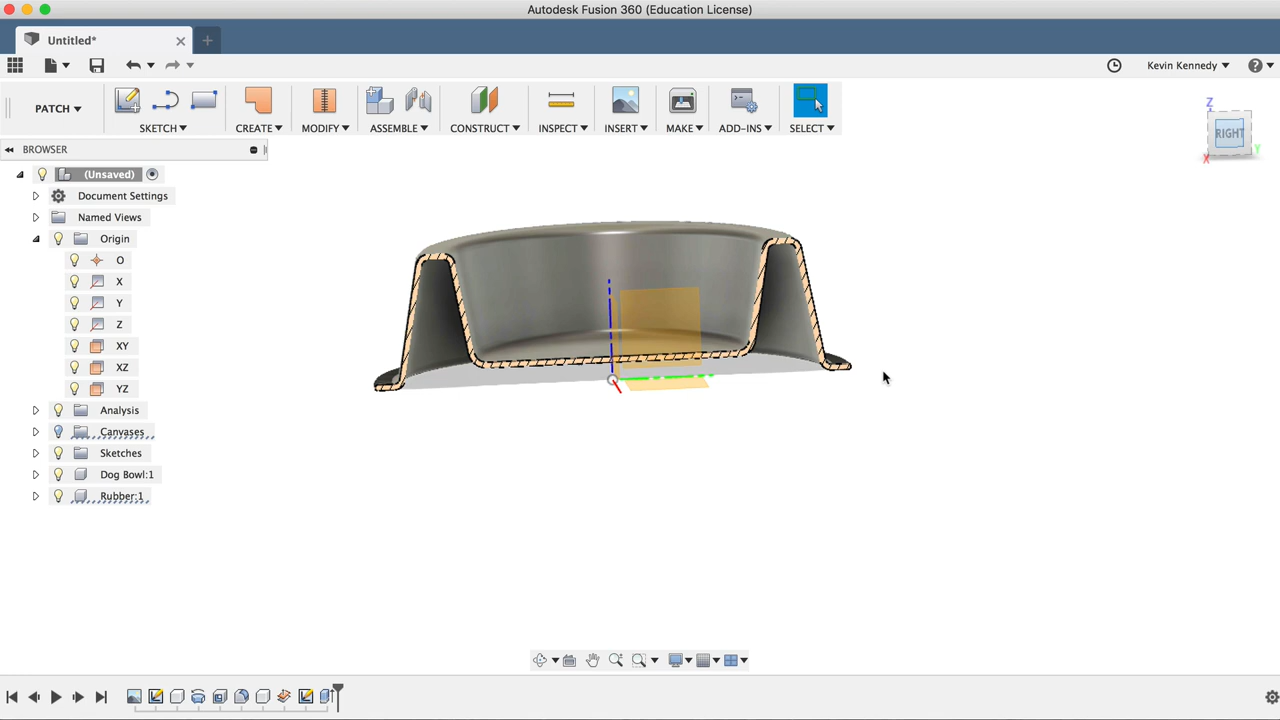 Autodesk Fusion 360 (Education License)
Untitled*
Kevin Kennedy
PATCH
SKETCH
CREATE
MODIFY
ASSEMBLE
CONSTRUCT
INSPECT
INSERT
MAKE
ADD-INS
SELECT
Z
RIGHT
Y
X
BROWSER
(Unsaved)
Document Settings
Named Views
Origin
O
X
Y
Z
XY
XZ
YZ
Analysis
Canvases
Sketches
Dog Bowl:1
Rubber:1